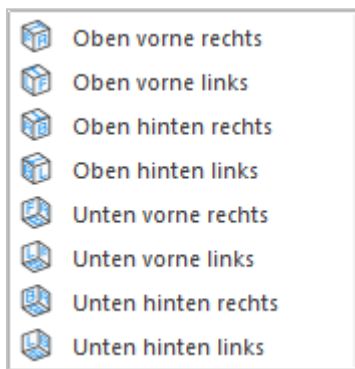 Oben vorne rechts
Oben vorne links
Oben hinten rechts
Oben hinten links
Unten vorne rechts
Unten vorne links
Unten hinten rechts
Unten hinten links